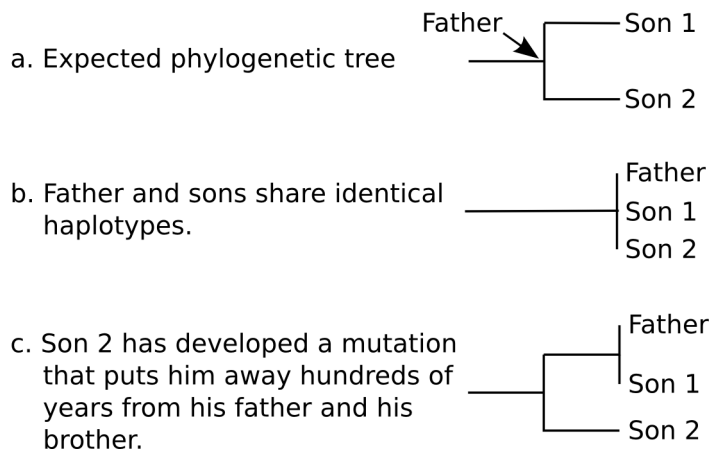 Father
Son 1
a. Expected phylogenetic tree
Son 2
Father
b. Father and sons share identical
haplotypes.
Son 1
Son 2
Father
c. Son 2 has developed a mutation
that puts him away hundreds of
years from his father and his
brother.
Son 1
Son 2